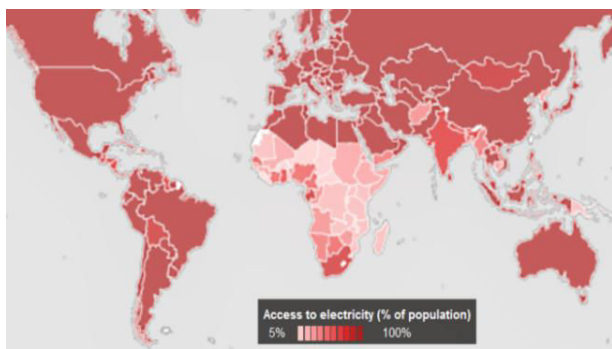 Access to electricity (% of population)
5% 100%